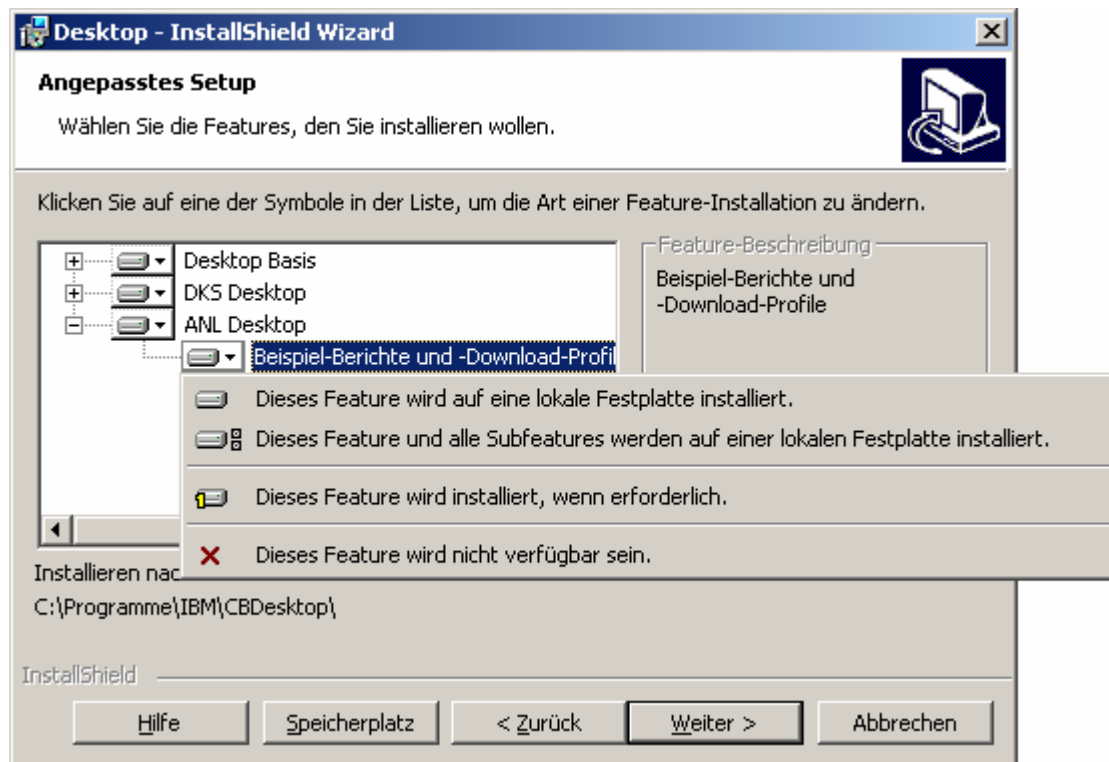 Desktop - InstallShield Wizard
Angepasstes Setup
Wählen Sie die Features, den Sie installieren wollen.
Klicken Sie auf eine der Symbole in der Liste, um die Art einer Feature-Installation zu ändern.
Desktop Basis
DKS Desktop
ANL Desktop
Beispiel-Berichte und -Download-Profil
Feature-Beschreibung
Beispiel-Berichte und
-Download-Profile
Dieses Feature wird auf eine lokale Festplatte installiert.
Dieses Feature und alle Subfeatures werden auf einer lokalen Festplatte installiert.
Dieses Feature wird installiert, wenn erforderlich.
Dieses Feature wird nicht verfügbar sein.
Installieren nac
C:\Programme\IBM\CBDesktop\
InstallShield
Hilfe
Speicherplatz
< Zurück
Weiter >
Abbrechen